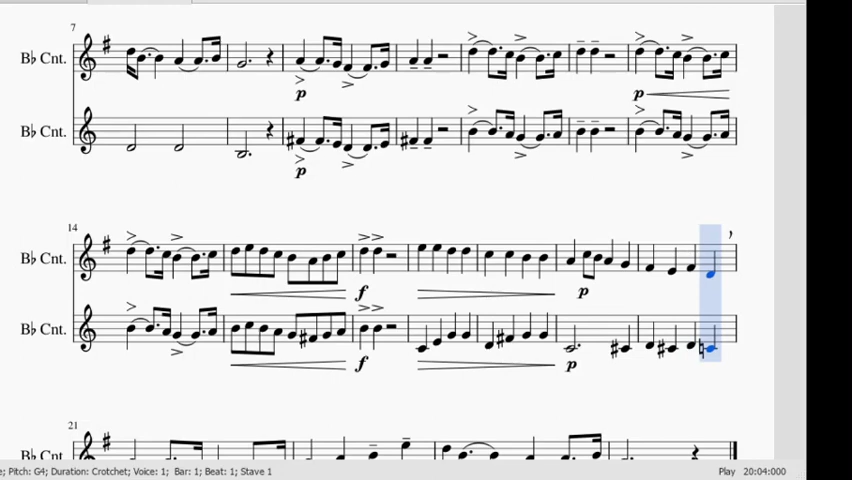 7
B♭ Cnt.
p
p
B♭ Cnt.
p
14
B♭ Cnt.
f
p
B♭ Cnt.
f
p
21
B♭ Cnt.
e; Pitch: G4; Duration: Crotchet; Voice: 1; Bar: 1; Beat: 1; Stave 1
Play 20:04:000